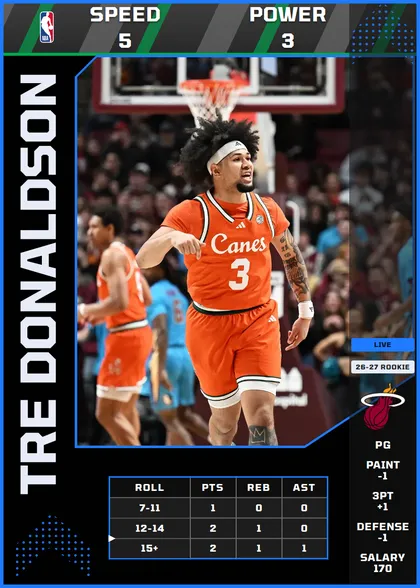 SPEED
5
POWER
3
TRE DONALDSON
Canes
3
LIVE
26-27 ROOKIE
PG
PAINT
-1
3PT
+1
DEFENSE
-1
SALARY
170
ROLL PTS REB AST
7-11 1 0 0
12-14 2 1 0
15+ 2 1 1